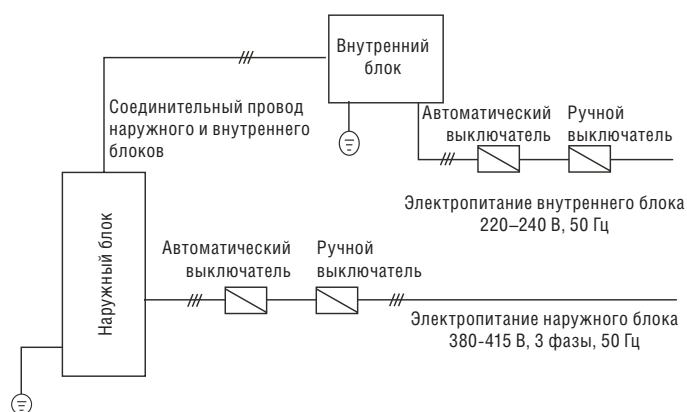 Внутренний
блок
Соединительный провод
наружного и внутреннего
блоков
Автоматический
выключатель
Ручной
выключатель
Электропитание внутреннего блока
220–240 В, 50 Гц
Наружный блок
Автоматический
выключатель
Ручной
выключатель
Электропитание наружного блока
380-415 В, 3 фазы, 50 Гц